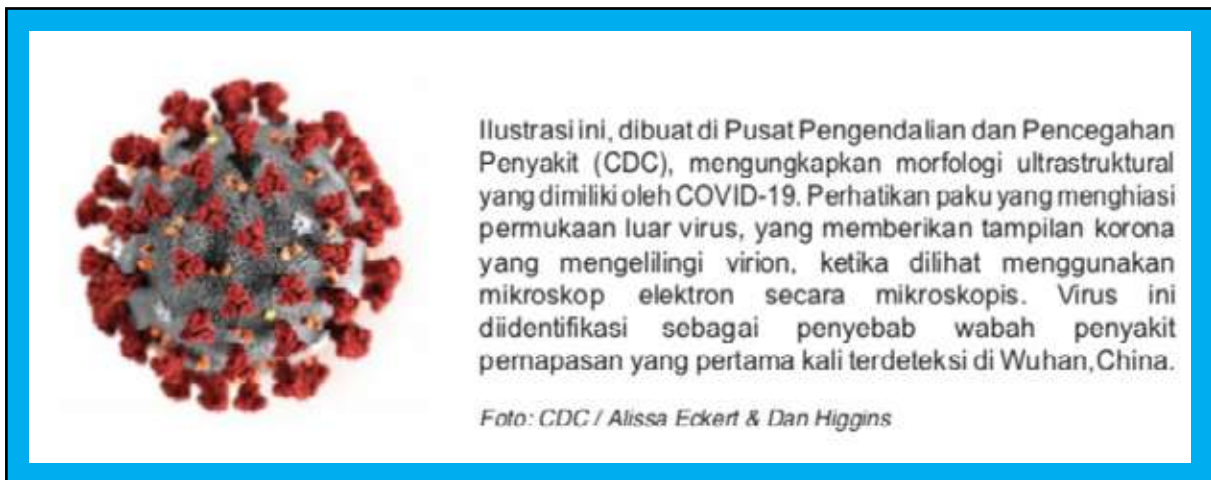 Ilustrasi ini, dibuat di Pusat Pengendalian dan Pencegahan
Penyakit (CDC), mengungkapkan morfologi ultrastruktural
yang dimiliki oleh COVID-19. Perhatikan paku yang menghiasi
permukaan luar virus, yang memberikan tampilan korona
yang mengelilingi virion, ketika dilihat menggunakan
mikroskop elektron secara mikroskopis. Virus ini
diidentifikasi sebagai penyebab wabah penyakit
pernapasan yang pertama kali terdeteksi di Wuhan, China.
Foto: CDC / Alissa Eckert & Dan Higgins